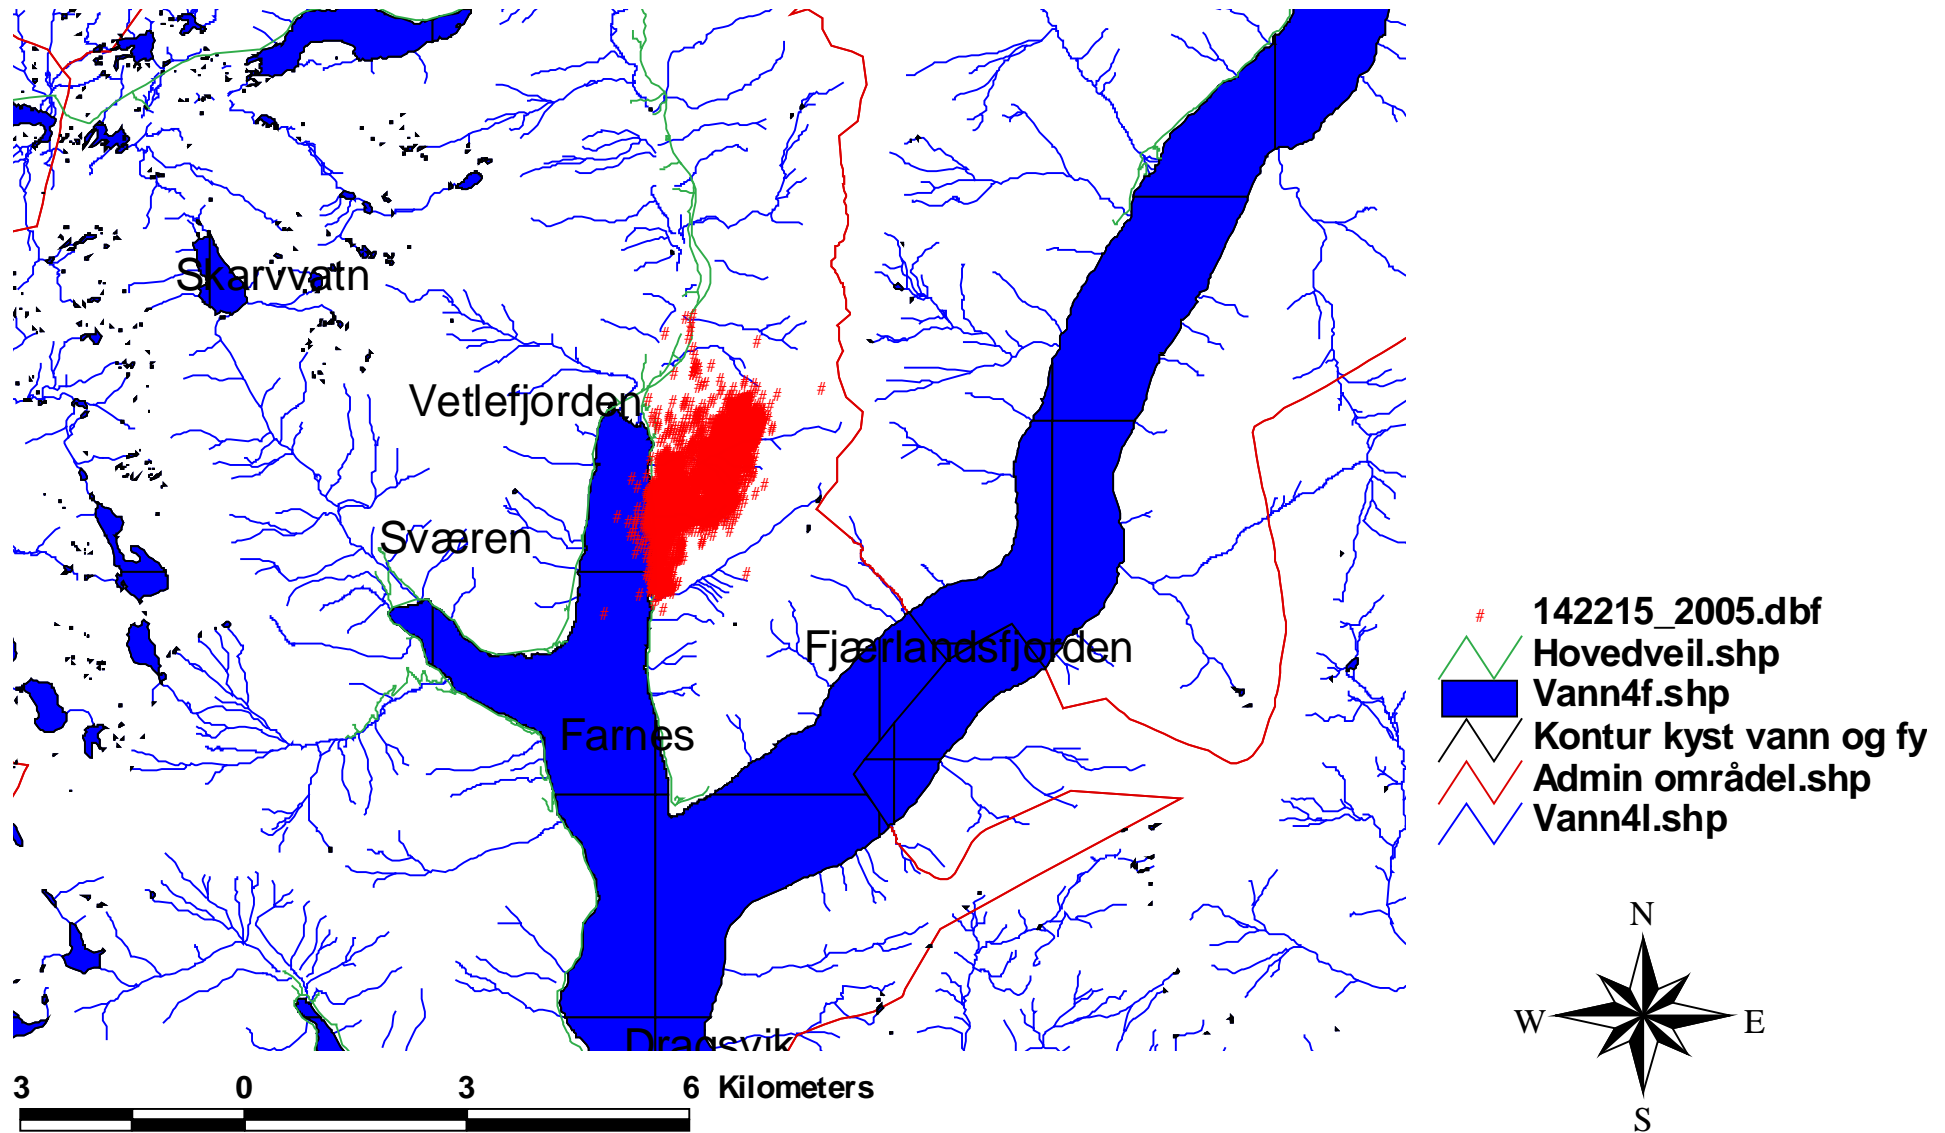 Skarvvatn
Vetlefjorden
Sværen
Fjærlandsfjorden
Farnes
Dragsvik
# 142215_2005.dbf
Hovedveil.shp
Vann4f.shp
Kontur kyst vann og fy
Admin områdel.shp
Vann4l.shp
N
W E
S
3 0 3 6 Kilometers